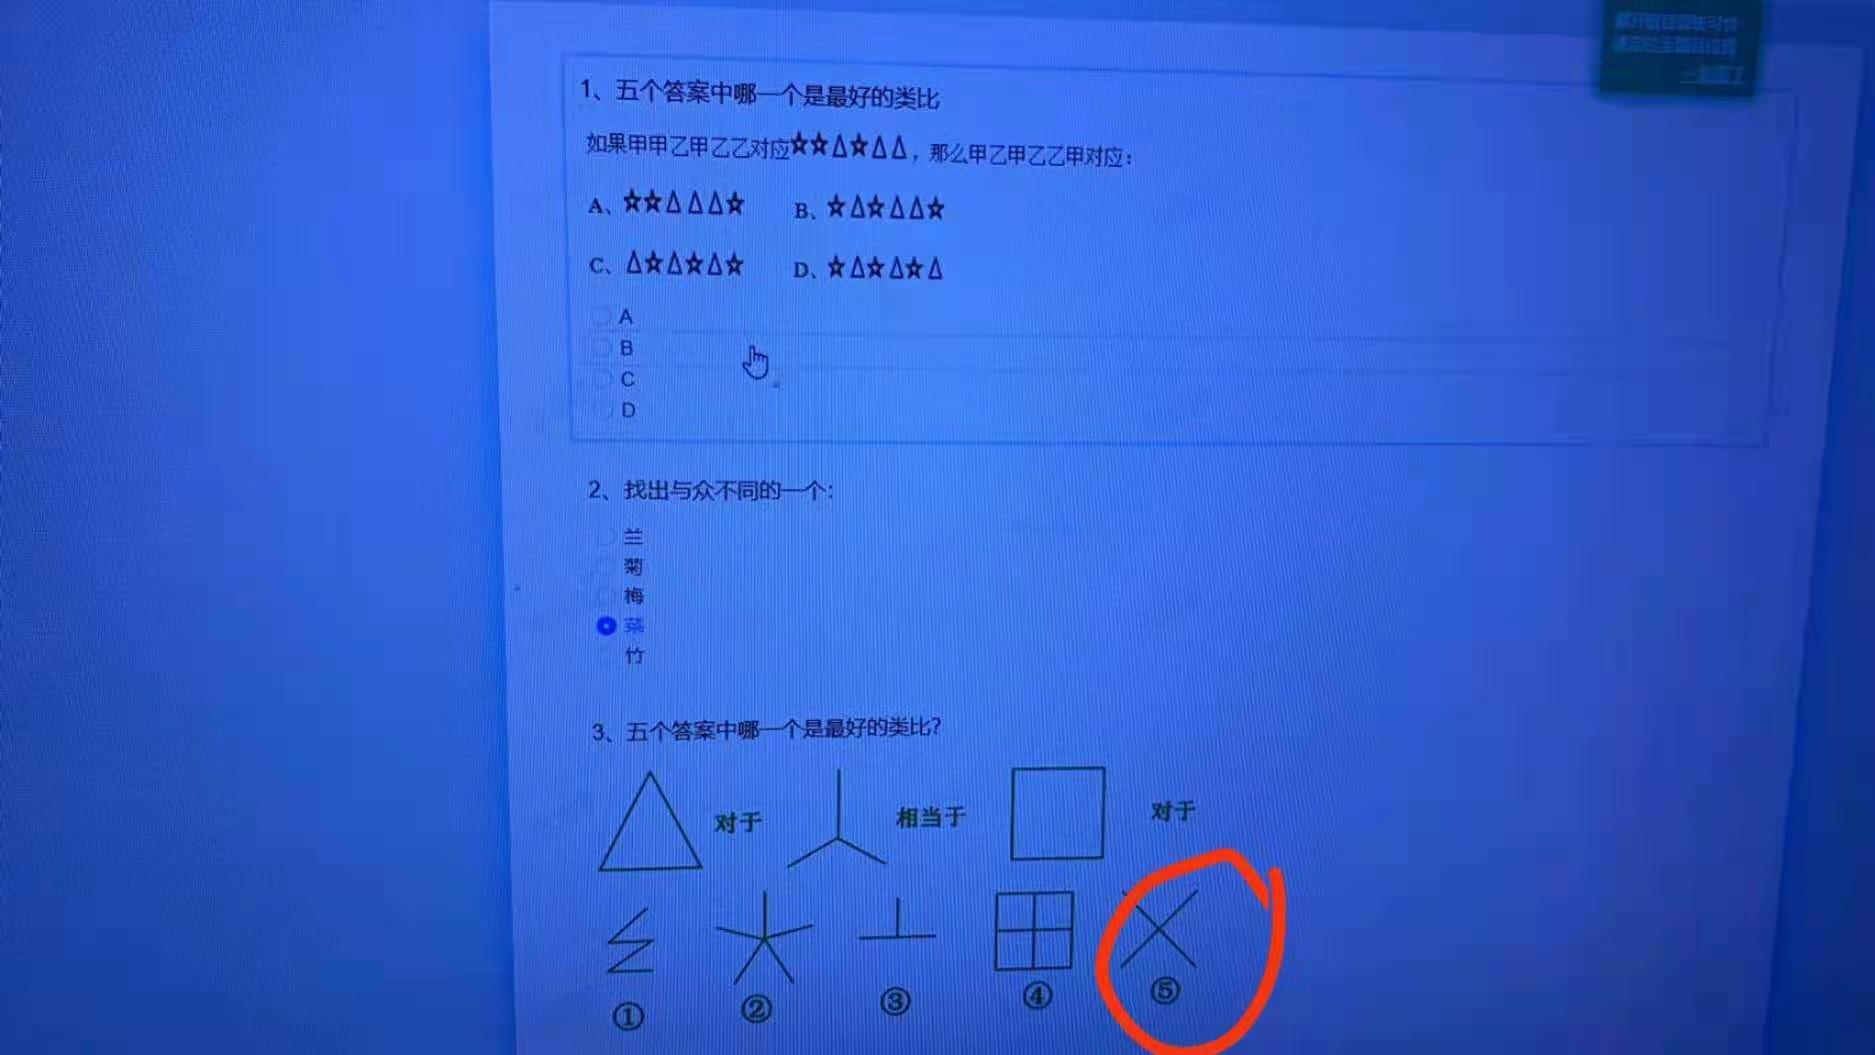 1、五个答案中哪一个是最好的类比
如果甲甲乙甲乙乙对应☆☆△☆△△，那么甲乙甲乙乙甲对应：
A、☆☆△△△☆ B、☆△☆△△☆
C、△☆△☆△☆ D、☆△☆△☆△
A
B
C
D
2、找出与众不同的一个：
兰
菊
梅
菜
竹
3、五个答案中哪一个是最好的类比？
对于 相当于 对于
① ② ③ ④ ⑤